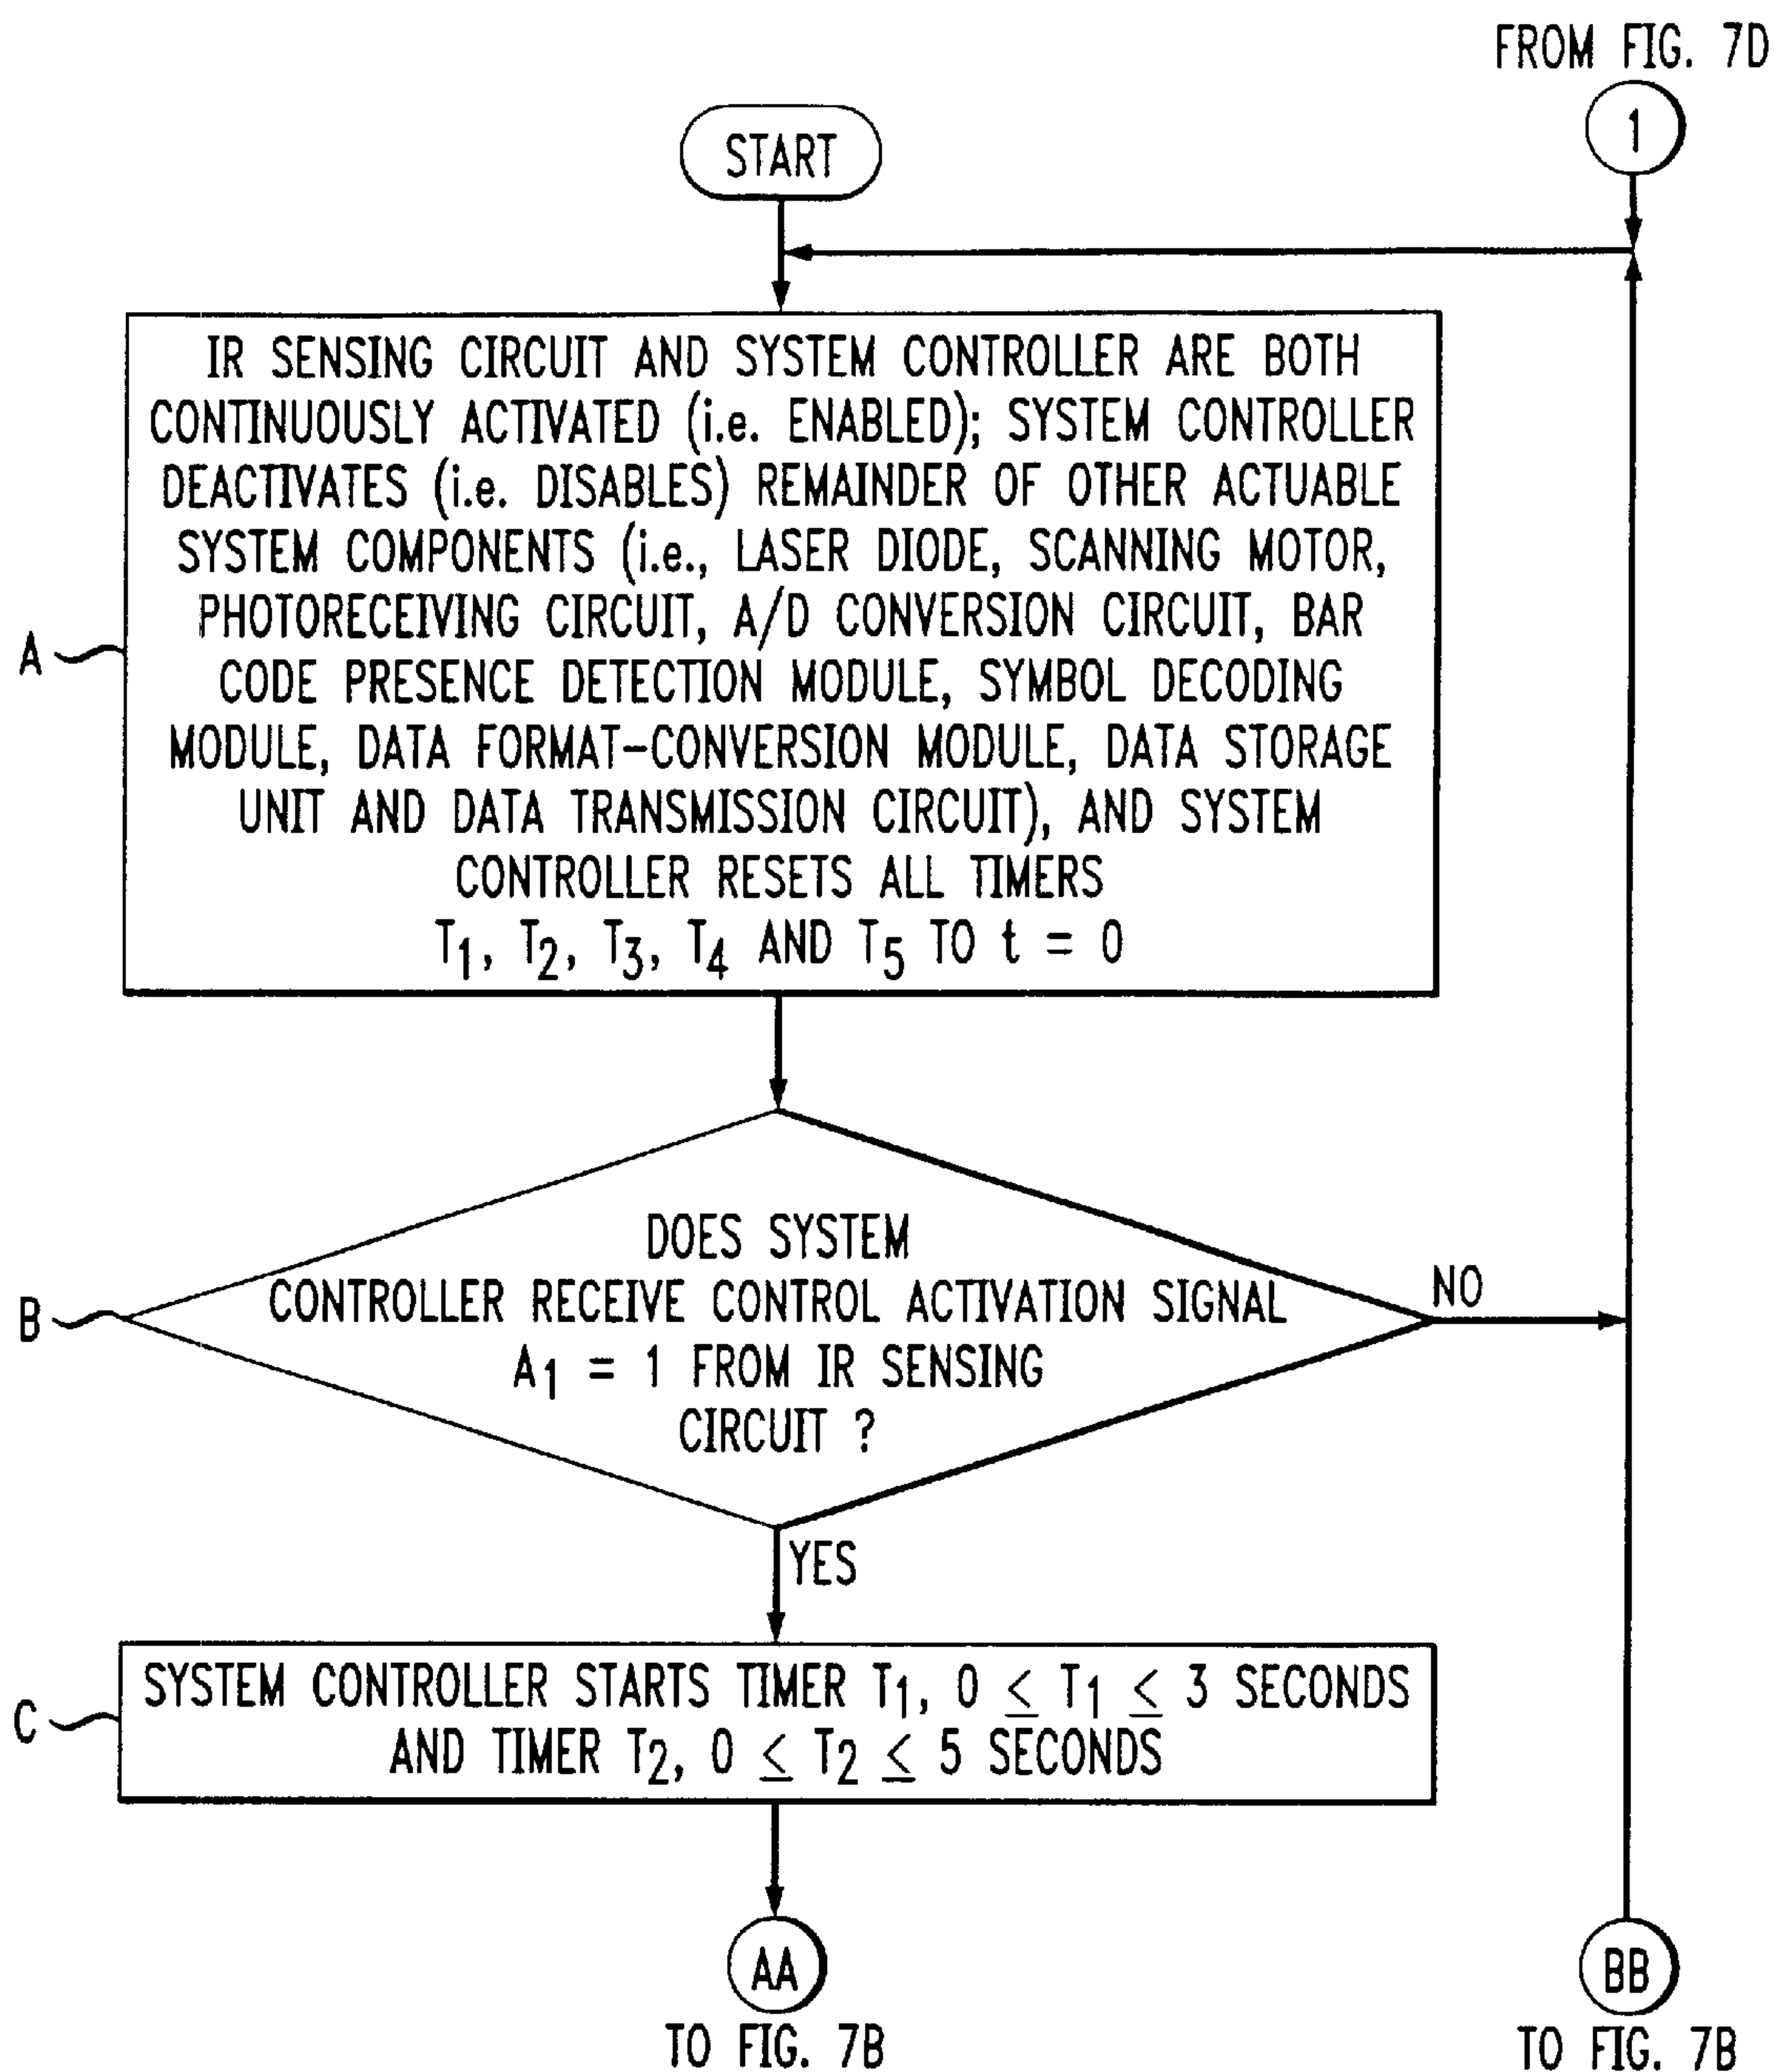 FROM FIG. 7D
1
START
IR SENSING CIRCUIT AND SYSTEM CONTROLLER ARE BOTH
CONTINUOUSLY ACTIVATED (i.e. ENABLED); SYSTEM CONTROLLER
DEACTIVATES (i.e. DISABLES) REMAINDER OF OTHER ACTUABLE
SYSTEM COMPONENTS (i.e., LASER DIODE, SCANNING MOTOR,
PHOTORECEIVING CIRCUIT, A/D CONVERSION CIRCUIT, BAR
CODE PRESENCE DETECTION MODULE, SYMBOL DECODING
MODULE, DATA FORMAT-CONVERSION MODULE, DATA STORAGE
UNIT AND DATA TRANSMISSION CIRCUIT), AND SYSTEM
CONTROLLER RESETS ALL TIMERS
T1, T2, T3, T4 AND T5 TO t = 0
A
DOES SYSTEM
CONTROLLER RECEIVE CONTROL ACTIVATION SIGNAL
A1 = 1 FROM IR SENSING
CIRCUIT ?
B
NO
YES
SYSTEM CONTROLLER STARTS TIMER T1, 0 ≤ T1 ≤ 3 SECONDS
AND TIMER T2, 0 ≤ T2 ≤ 5 SECONDS
C
AA
TO FIG. 7B
BB
TO FIG. 7B